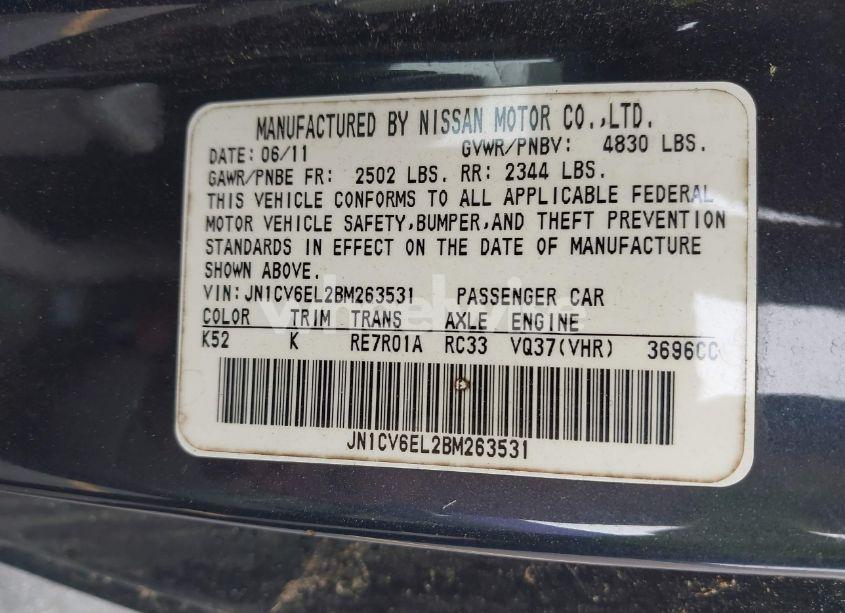 MANUFACTURED BY NISSAN MOTOR CO.,LTD.
DATE: 06/11 GVWR/PNBV: 4830 LBS.
GAWR/PNBE FR: 2502 LBS. RR: 2344 LBS.
THIS VEHICLE CONFORMS TO ALL APPLICABLE FEDERAL
MOTOR VEHICLE SAFETY,BUMPER,AND THEFT PREVENTION
STANDARDS IN EFFECT ON THE DATE OF MANUFACTURE
SHOWN ABOVE.
VIN:JN1CV6EL2BM263531 PASSENGER CAR
COLOR TRIM TRANS AXLE ENGINE
K52 K RE7R01A RC33 VQ37(VHR) 3696CC
JN1CV6EL2BM263531